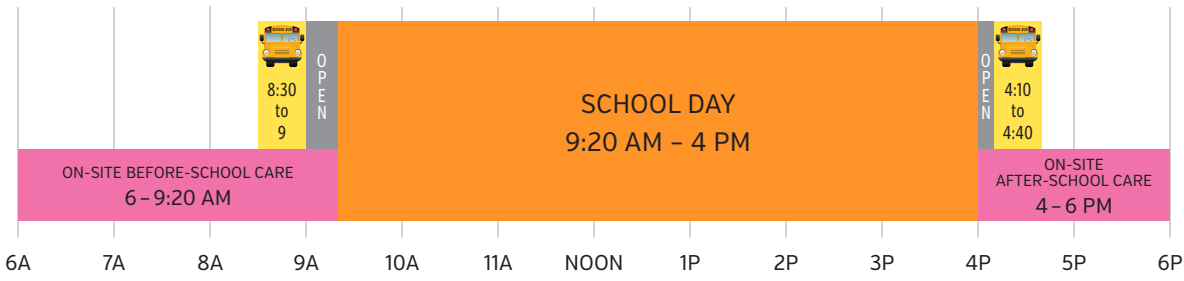 SCHOOL BUS
8:30
to
9
OPEN
SCHOOL DAY
9:20 AM – 4 PM
OPEN
SCHOOL BUS
4:10
to
4:40
ON-SITE BEFORE-SCHOOL CARE
6 – 9:20 AM
ON-SITE
AFTER-SCHOOL CARE
4 – 6 PM
6A 7A 8A 9A 10A 11A NOON 1P 2P 3P 4P 5P 6P